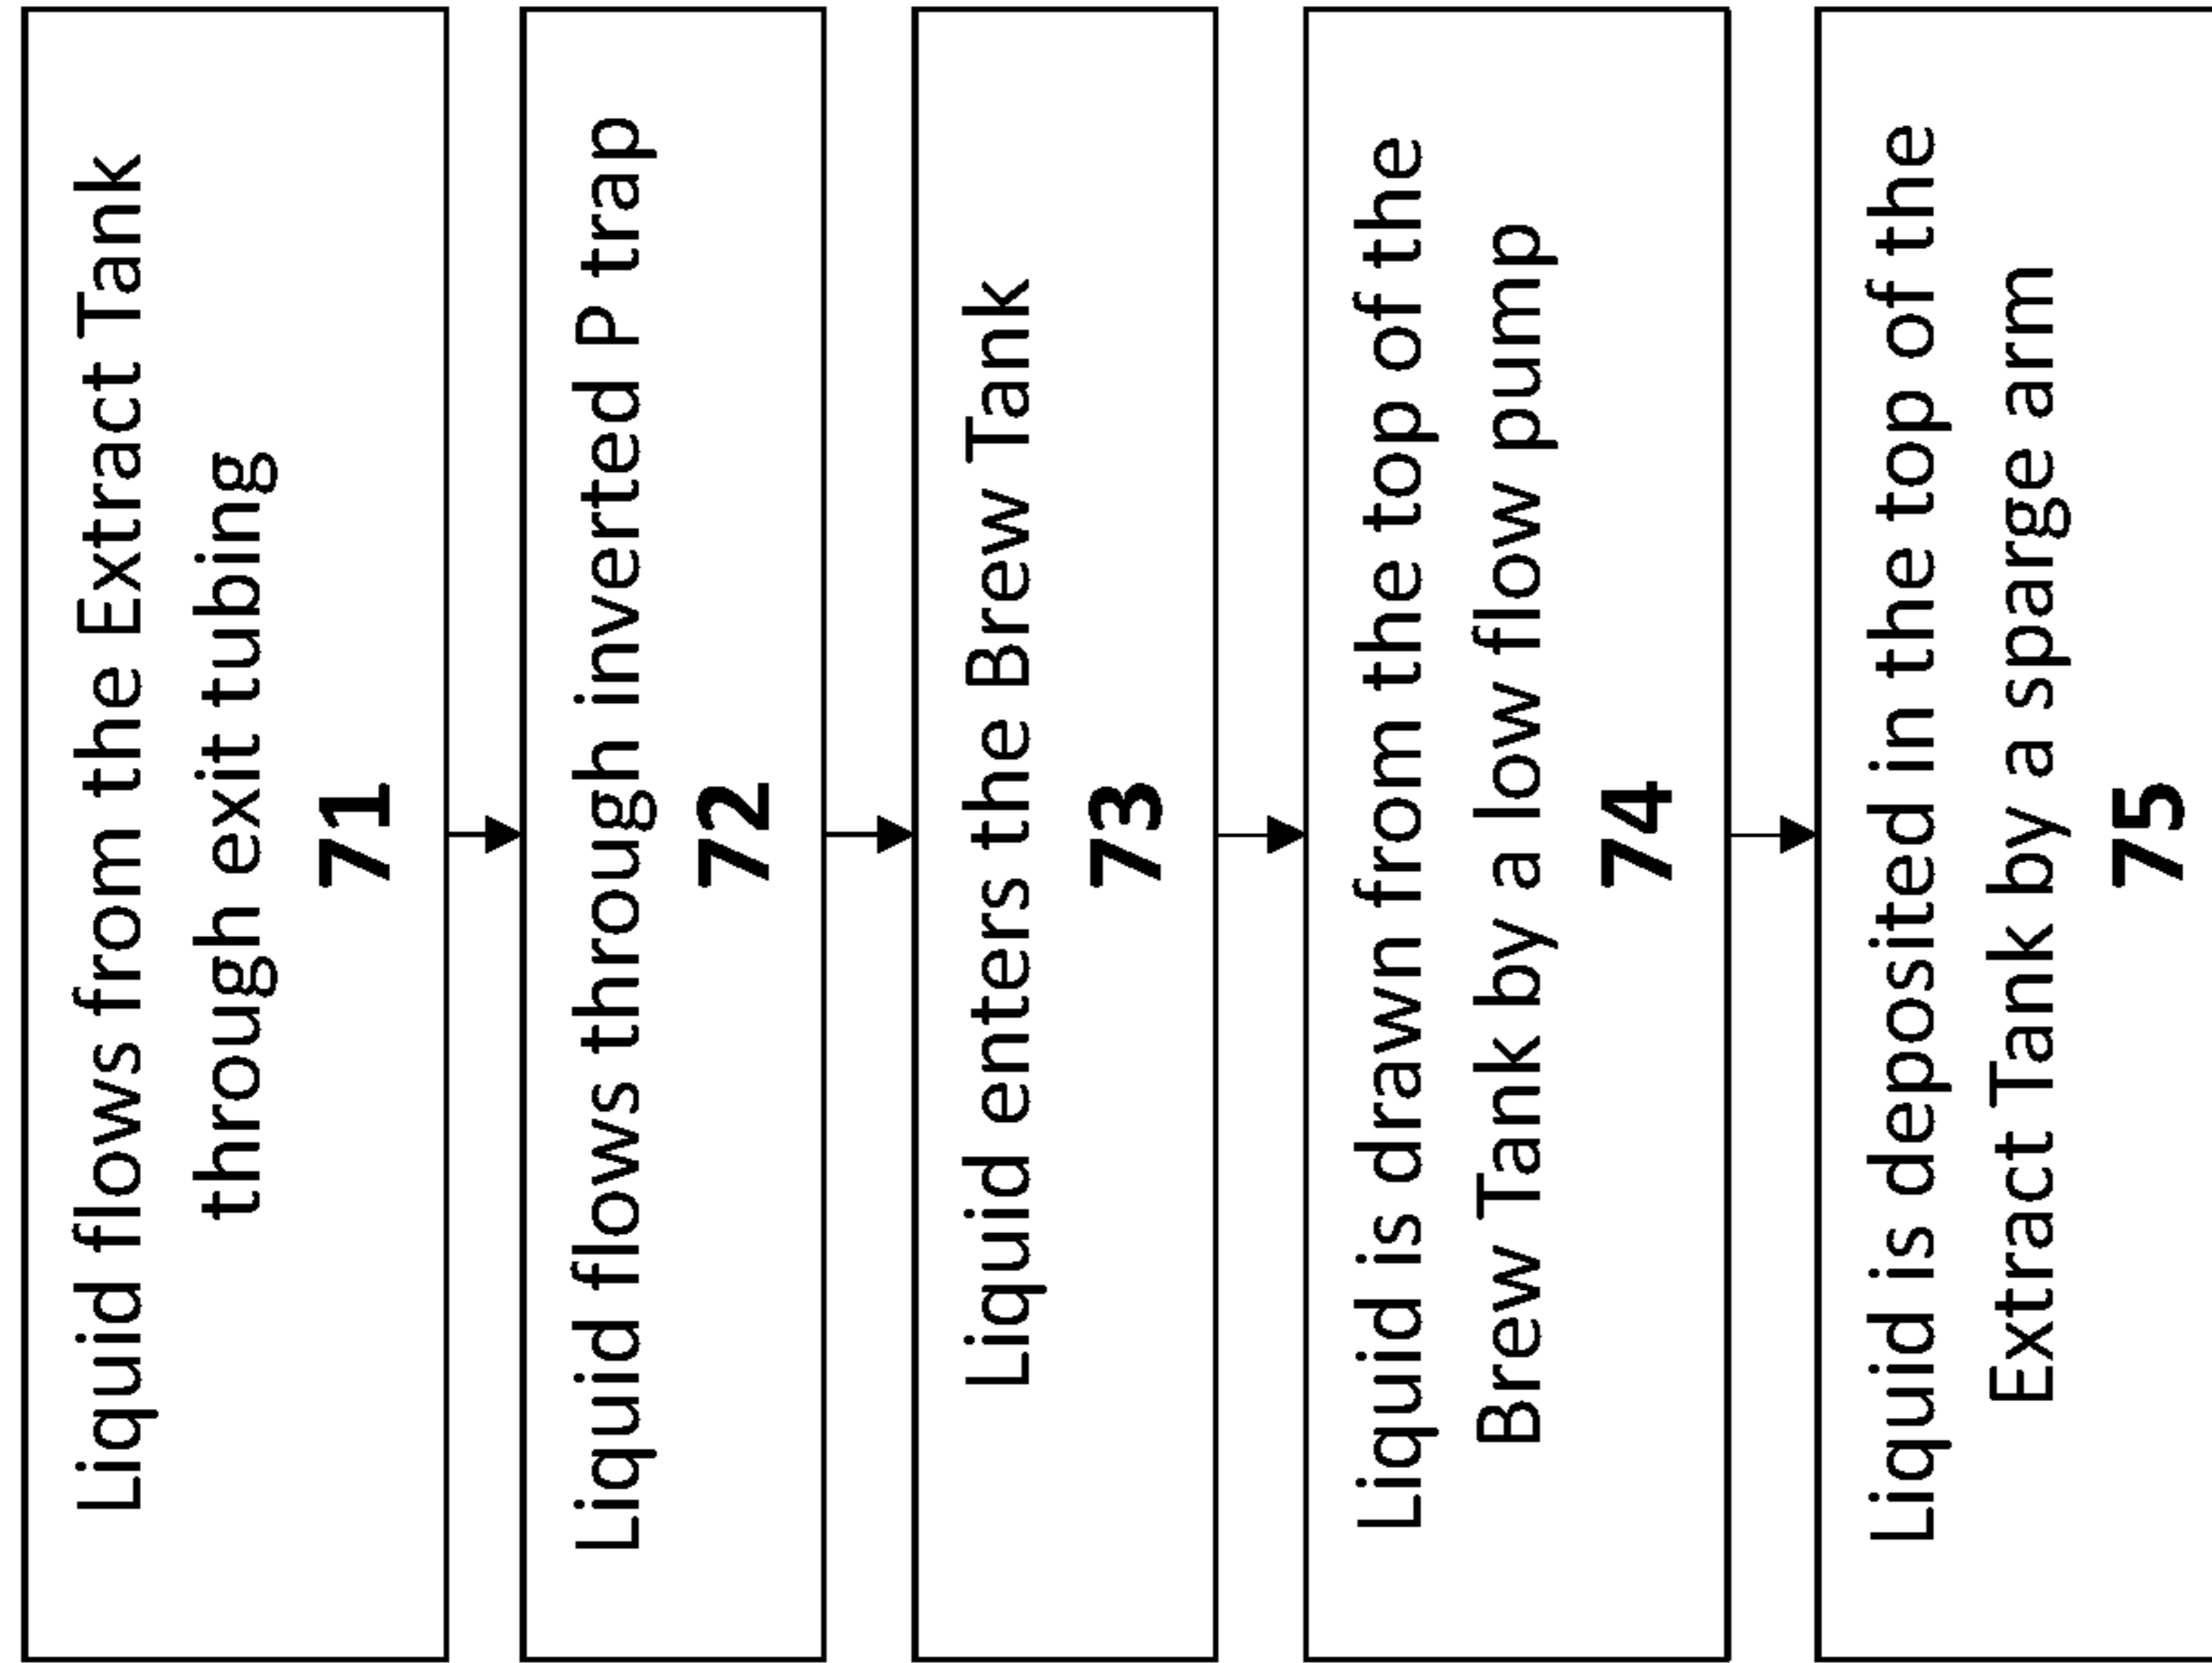 Liquid flows from the Extract Tank
through exit tubing
71
Liquid flows through inverted P trap
72
Liquid enters the Brew Tank
73
Liquid is drawn from the top of the
Brew Tank by a low flow pump
74
Liquid is deposited in the top of the
Extract Tank by a sparge arm
75